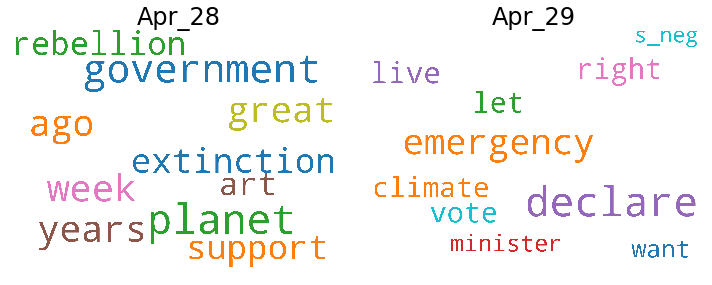 Apr_28
rebellion
government
great
ago
extinction
art
week
planet
years
support
Apr_29
s_neg
live
right
let
emergency
climate
declare
vote
minister
want